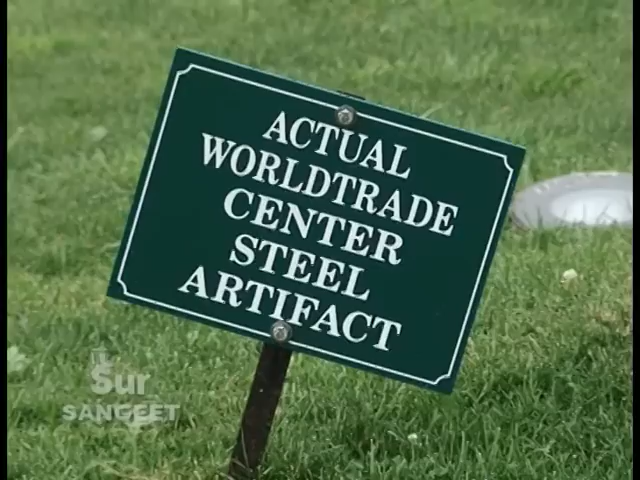 ACTUAL
WORLDTRADE
CENTER
STEEL
ARTIFACT
Sur
SANGEET